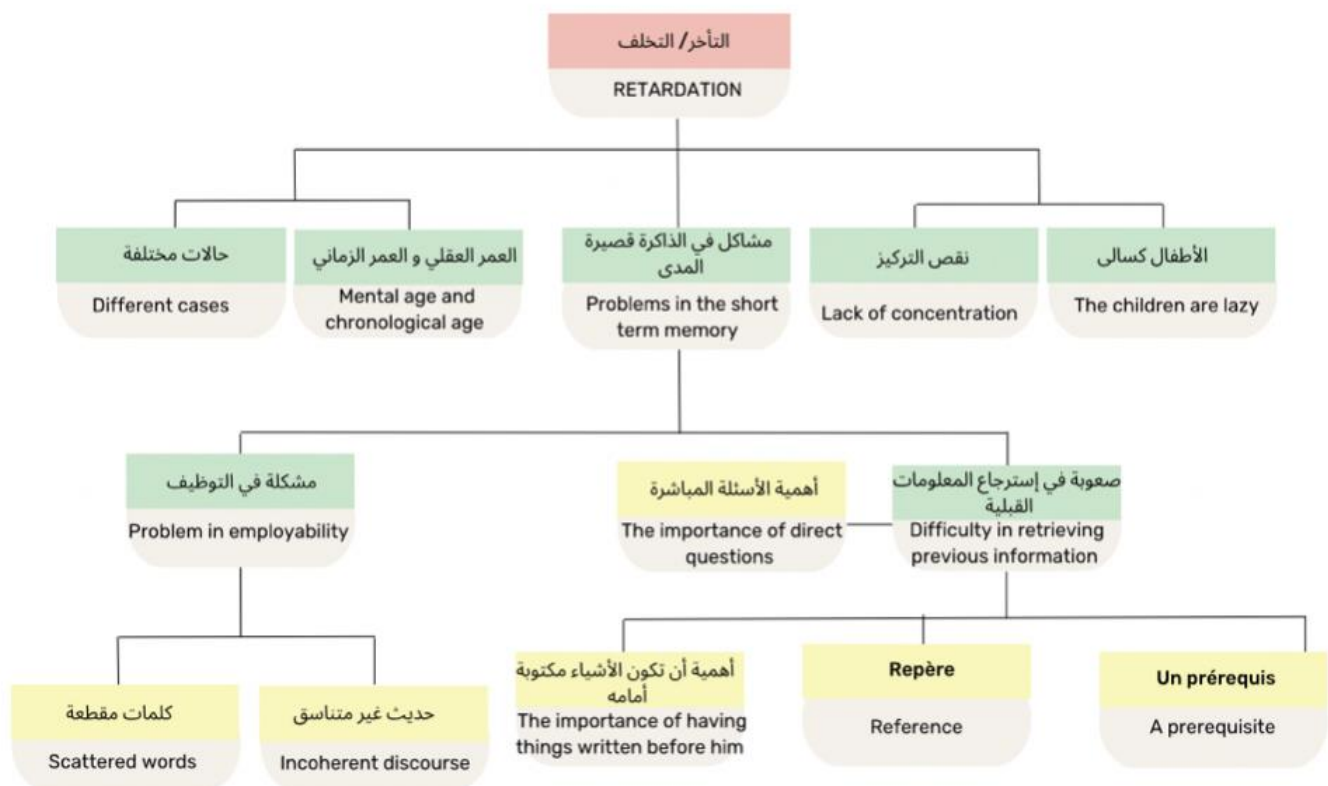 التأخر/ التخلف
RETARDATION
حالات مختلفة
Different cases
العمر العقلي و العمر الزماني
Mental age and
chronological age
مشاكل في الذاكرة قصيرة
المدى
Problems in the short
term memory
نقص التركيز
Lack of concentration
الأطفال كسالى
The children are lazy
مشكلة في التوظيف
Problem in employability
أهمية الأسئلة المباشرة
The importance of direct
questions
صعوبة في إسترجاع المعلومات
القبلية
Difficulty in retrieving
previous information
كلمات مقطعة
Scattered words
حديث غير متناسق
Incoherent discourse
أهمية أن تكون الأشياء مكتوبة
أمامه
The importance of having
things written before him
Repère
Reference
Un prérequis
A prerequisite